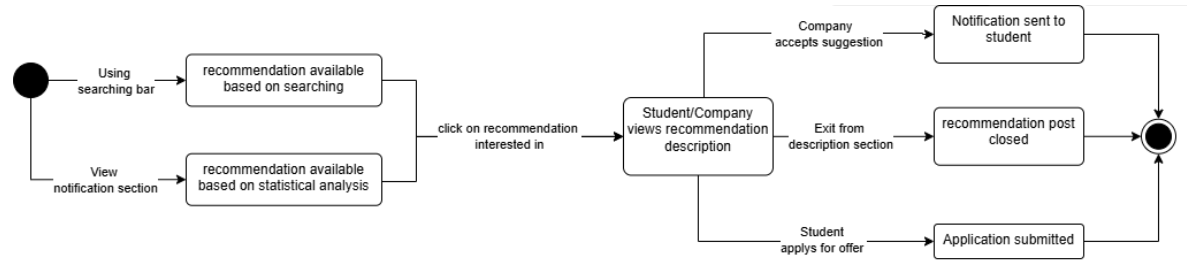 Using
searching bar
recommendation available
based on searching
View
notification section
recommendation available
based on statistical analysis
click on recommendation
interested in
Student/Company
views recommendation
description
Company
accepts suggestion
Notification sent to
student
Exit from
description section
recommendation post
closed
Student
applys for offer
Application submitted